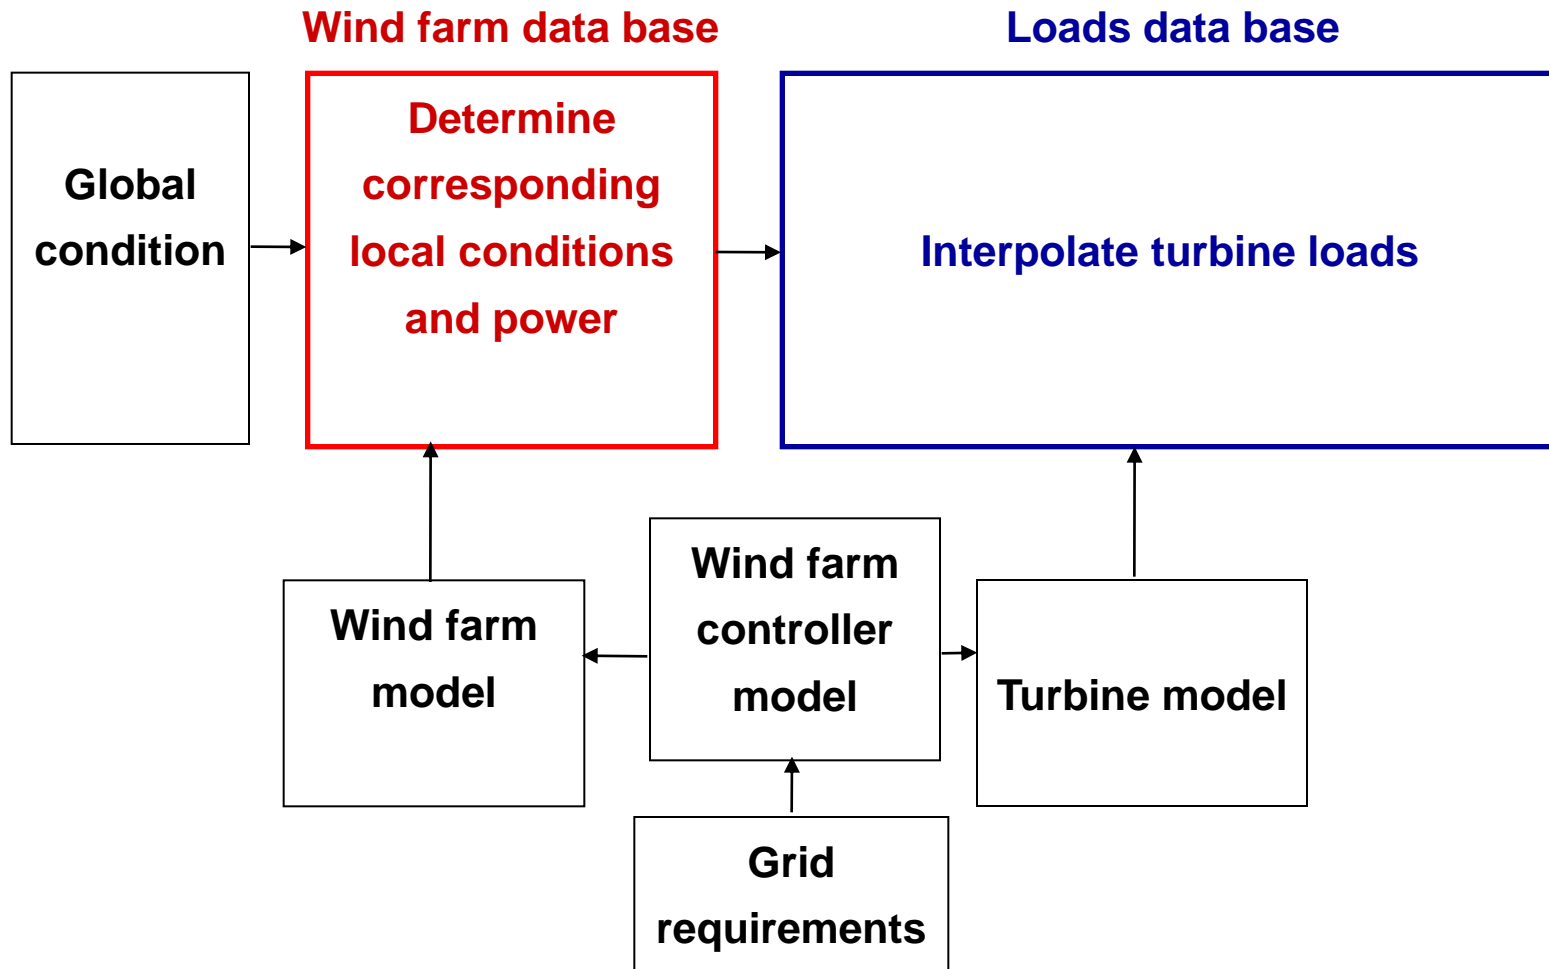 Wind farm data base
Loads data base
Global
condition
Determine
corresponding
local conditions
and power
Interpolate turbine loads
Wind farm
model
Wind farm
controller
model
Turbine model
Grid
requirements